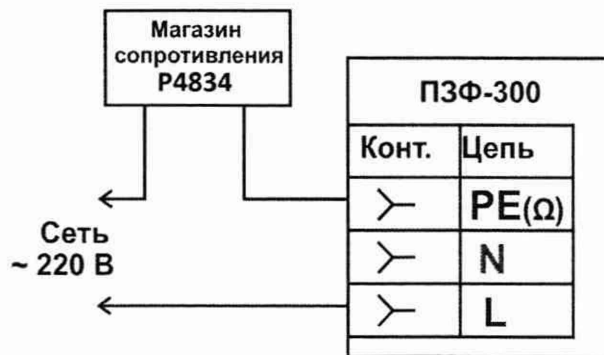 Магазин
сопротивления
Р4834
ПЗФ-300
Конт. Цепь
PE(Ω)
N
L
Сеть
~ 220 В